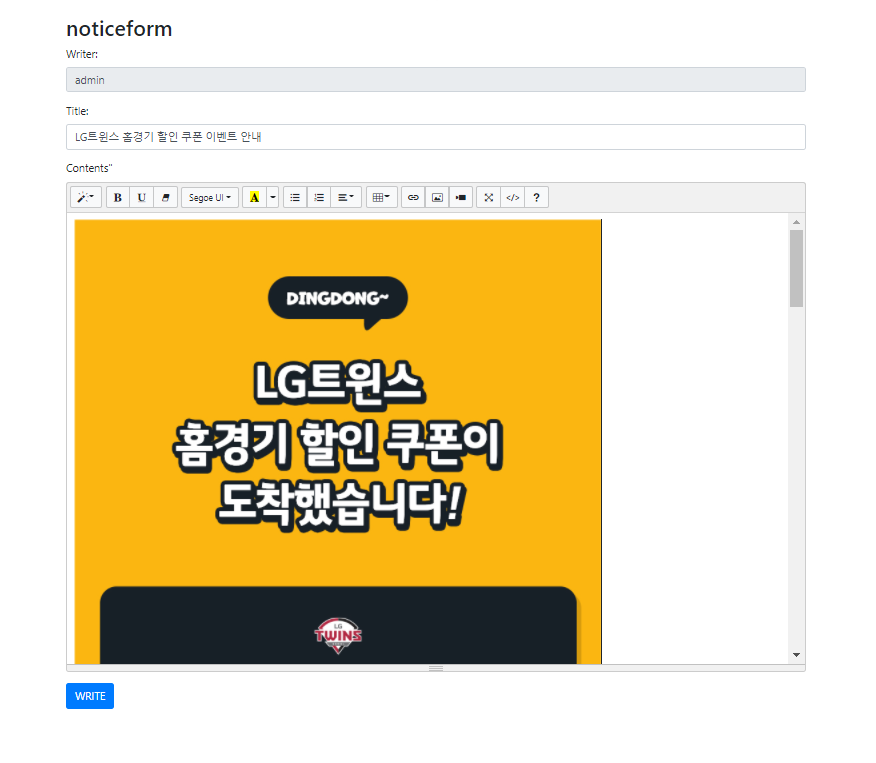 noticeform
Writer:
admin
Title:
LG트윈스 홈경기 할인 쿠폰 이벤트 안내
Contents"
B U Segoe UI A </> ?
DINGDONG~
LG트윈스
홈경기 할인 쿠폰이
도착했습니다!
LG
TWINS
WRITE